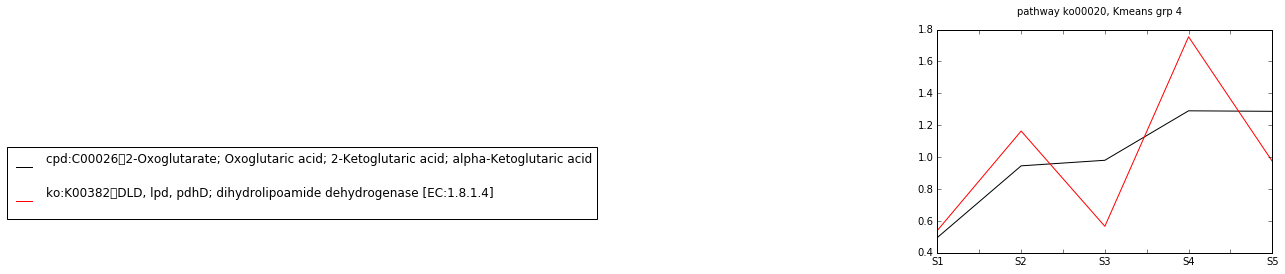 pathway ko00020, Kmeans grp 4
1.8
1.6
1.4
1.2
1.0
0.8
0.6
0.4
S1 S2 S3 S4 S5
cpd:C00026▯2-Oxoglutarate; Oxoglutaric acid; 2-Ketoglutaric acid; alpha-Ketoglutaric acid
ko:K00382▯DLD, lpd, pdhD; dihydrolipoamide dehydrogenase [EC:1.8.1.4]